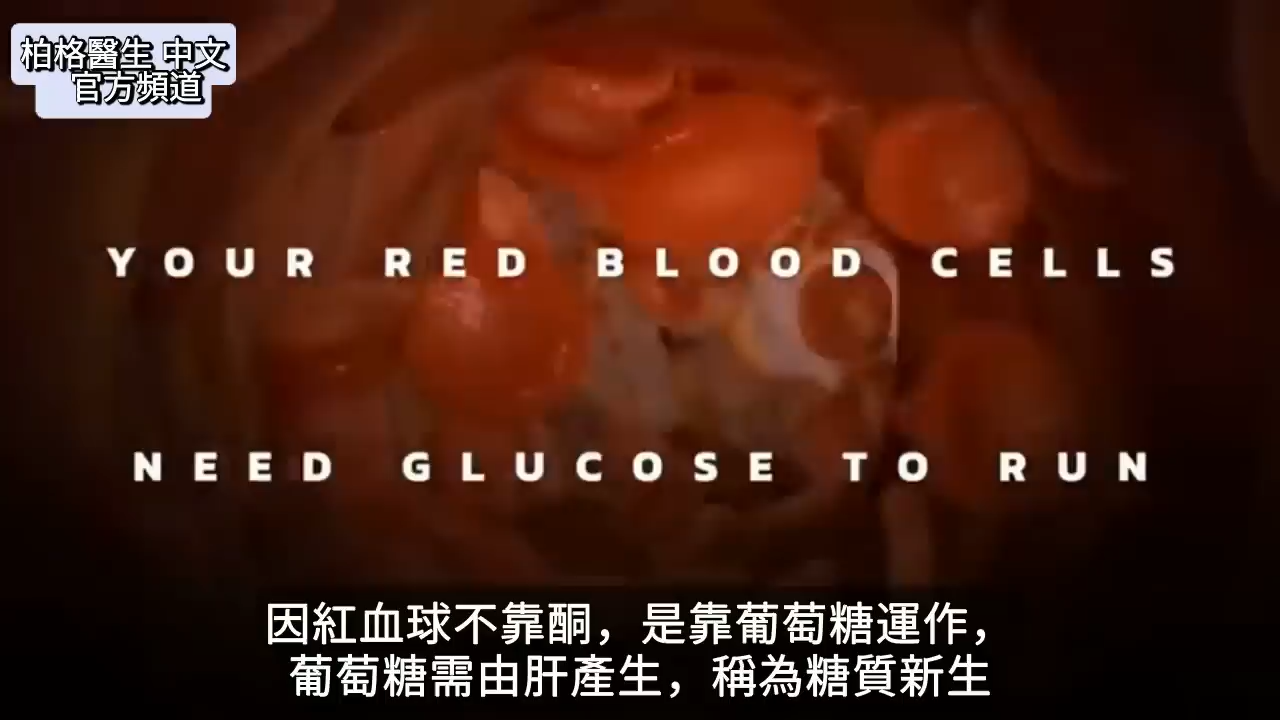 柏格醫生 中文
官方頻道
YOUR RED BLOOD CELLS
NEED GLUCOSE TO RUN
因紅血球不靠酮，是靠葡萄糖運作，
葡萄糖需由肝產生，稱為糖質新生